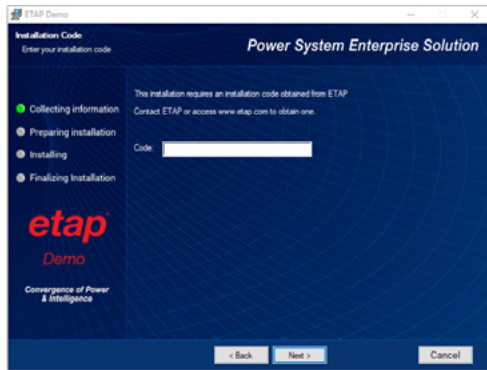 ETAP Demo
Installation Code
Enter your installation code
Power System Enterprise Solution
This installation requires an installation code obtained from ETAP
Contact ETAP or access www.etap.com to obtain one.
Collecting information
Preparing installation
Code:
Installing
Finalizing Installation
etap
Demo
Convergence of Power
& Intelligence
< Back
Next >
Cancel